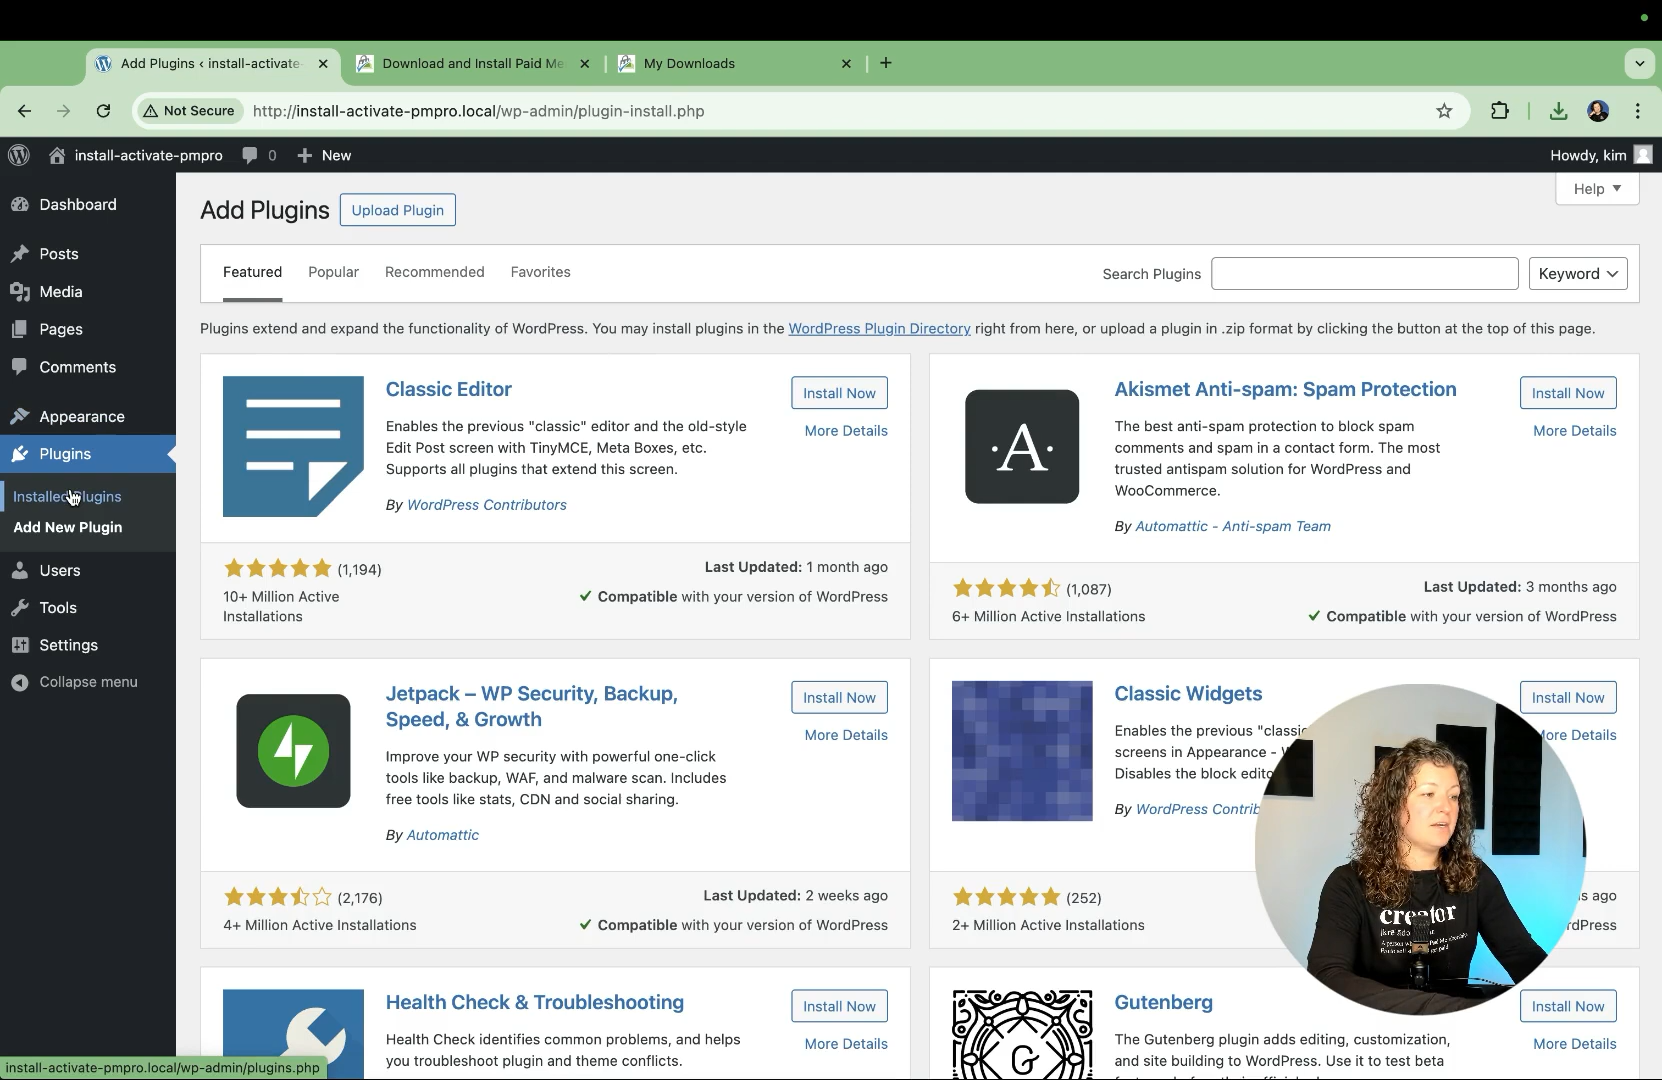 Add Plugins ‹ install-activate-
Download and Install Paid Me
My Downloads
Not Secure
http://install-activate-pmpro.local/wp-admin/plugin-install.php
install-activate-pmpro
0
New
Howdy, kim
Dashboard
Posts
Media
Pages
Comments
Appearance
Plugins
Installed Plugins
Add New Plugin
Users
Tools
Settings
Collapse menu
Help
Add Plugins
Upload Plugin
Featured
Popular
Recommended
Favorites
Search Plugins
Keyword
Plugins extend and expand the functionality of WordPress. You may install plugins in the WordPress Plugin Directory right from here, or upload a plugin in .zip format by clicking the button at the top of this page.
Classic Editor
Install Now
More Details
Enables the previous "classic" editor and the old-style
Edit Post screen with TinyMCE, Meta Boxes, etc.
Supports all plugins that extend this screen.
By WordPress Contributors
(1,194)
10+ Million Active
Installations
Last Updated: 1 month ago
Compatible with your version of WordPress
·A·
Akismet Anti-spam: Spam Protection
Install Now
More Details
The best anti-spam protection to block spam
comments and spam in a contact form. The most
trusted antispam solution for WordPress and
WooCommerce.
By Automattic - Anti-spam Team
(1,087)
6+ Million Active Installations
Last Updated: 3 months ago
Compatible with your version of WordPress
Jetpack – WP Security, Backup,
Speed, & Growth
Install Now
More Details
Improve your WP security with powerful one-click
tools like backup, WAF, and malware scan. Includes
free tools like stats, CDN and social sharing.
By Automattic
(2,176)
4+ Million Active Installations
Last Updated: 2 weeks ago
Compatible with your version of WordPress
Classic Widgets
Install Now
More Details
Enables the previous "classic
screens in Appearance -
Disables the block edito
By WordPress Contrib
(252)
2+ Million Active Installations
s ago
rdPress
creator
Health Check & Troubleshooting
Install Now
More Details
Health Check identifies common problems, and helps
you troubleshoot plugin and theme conflicts.
G
Gutenberg
Install Now
More Details
The Gutenberg plugin adds editing, customization,
and site building to WordPress. Use it to test beta
install-activate-pmpro.local/wp-admin/plugins.php